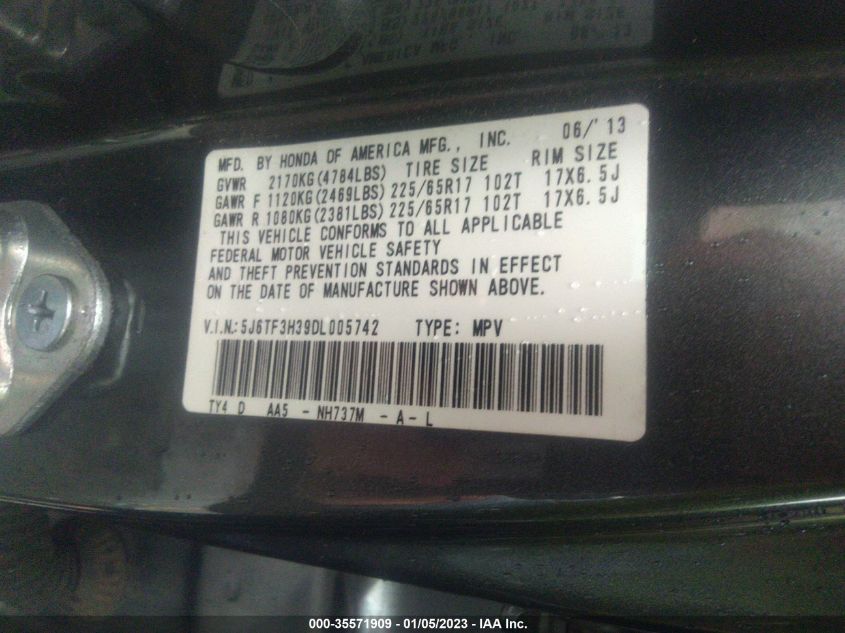 MFD. BY HONDA OF AMERICA MFG., INC. 06/'13
GVWR 2170KG(4784LBS) TIRE SIZE RIM SIZE
GAWR F 1120KG(2469LBS) 225/65R17 102T 17X6.5J
GAWR R 1080KG(2381LBS) 225/65R17 102T 17X6.5J
THIS VEHICLE CONFORMS TO ALL APPLICABLE
FEDERAL MOTOR VEHICLE SAFETY
AND THEFT PREVENTION STANDARDS IN EFFECT
ON THE DATE OF MANUFACTURE SHOWN ABOVE.
V.I.N.:5J6TF3H39DL005742 TYPE: MPV
TY4 D AA5 - NH737M - A - L
000-35571909 - 01/05/2023 - IAA Inc.